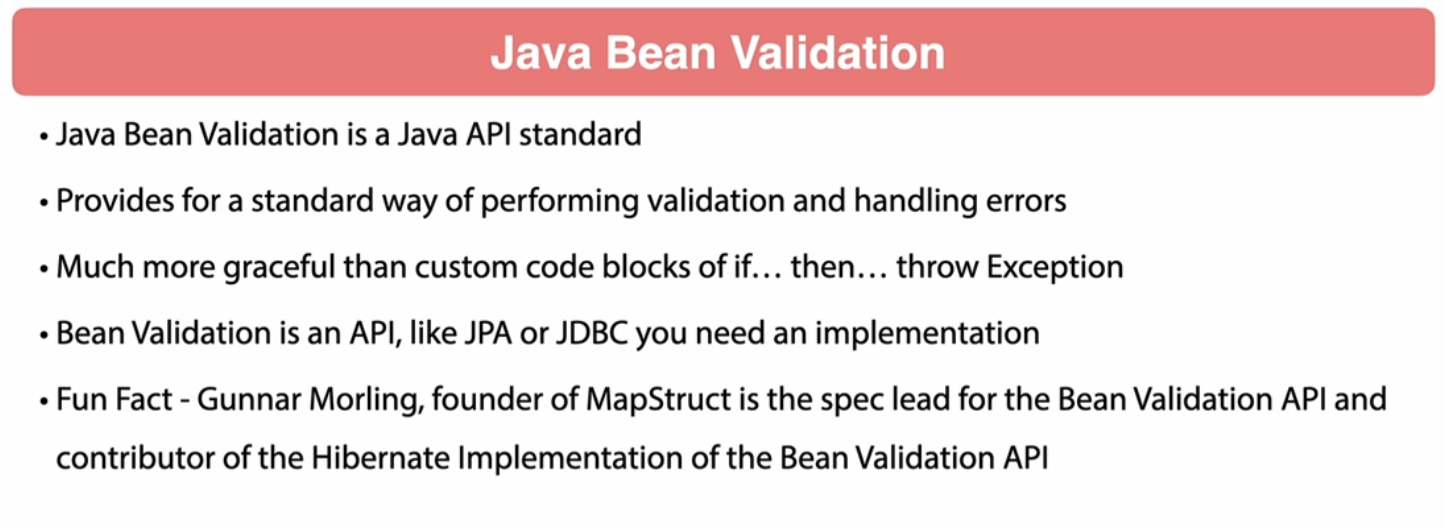 Java Bean Validation
• Java Bean Validation is a Java API standard
• Provides for a standard way of performing validation and handling errors
• Much more graceful than custom code blocks of if… then… throw Exception
• Bean Validation is an API, like JPA or JDBC you need an implementation
• Fun Fact - Gunnar Morling, founder of MapStruct is the spec lead for the Bean Validation API and
contributor of the Hibernate Implementation of the Bean Validation API